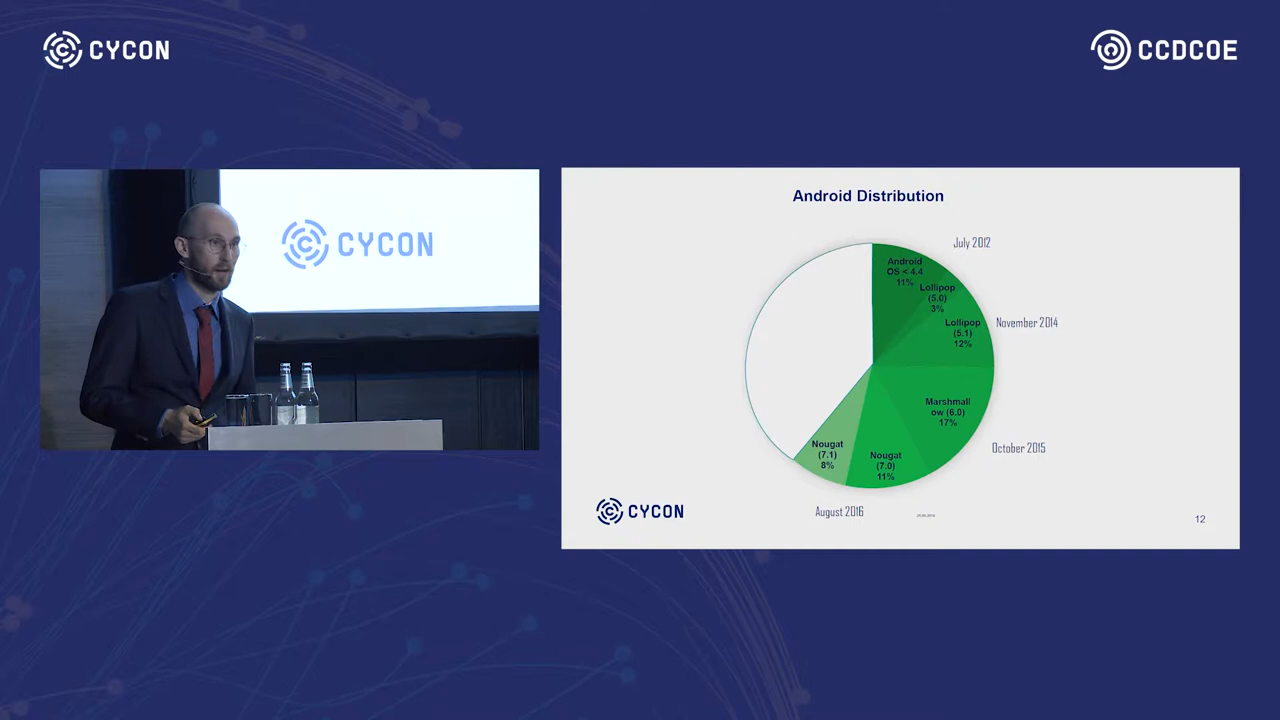 CYCON
CCDCOE
CYCON
Android Distribution
July 2012
Android
OS < 4.4
11%
Lollipop
(5.0)
3%
Lollipop
(5.1)
12%
November 2014
Marshmall
ow (6.0)
17%
October 2015
Nougat
(7.0)
11%
Nougat
(7.1)
8%
August 2016
CYCON
12